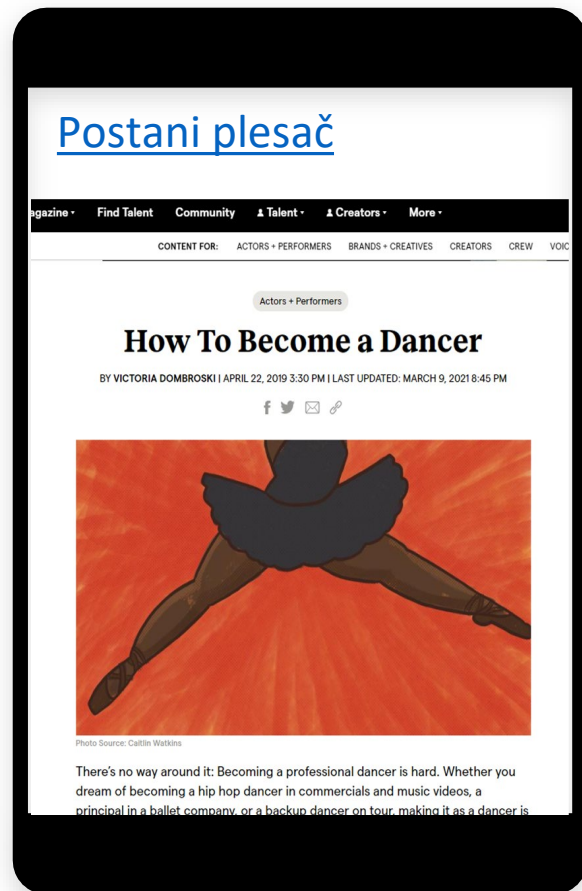 Postani plesač
agazine
Find Talent Community Talent Creators More
CONTENT FOR: ACTORS + PERFORMERS BRANDS + CREATIVES CREATORS CREW VOIC
Actors + Performers
How To Become a Dancer
BY VICTORIA DOMBROSKI | APRIL 22, 2019 3:30 PM | LAST UPDATED: MARCH 9, 2021 8:45 PM
Photo Source: Caitlin Watkins
There's no way around it: Becoming a professional dancer is hard. Whether you
dream of becoming a hip hop dancer in commercials and music videos, a
principal in a ballet company, or a backup dancer on tour, making it as a dancer is